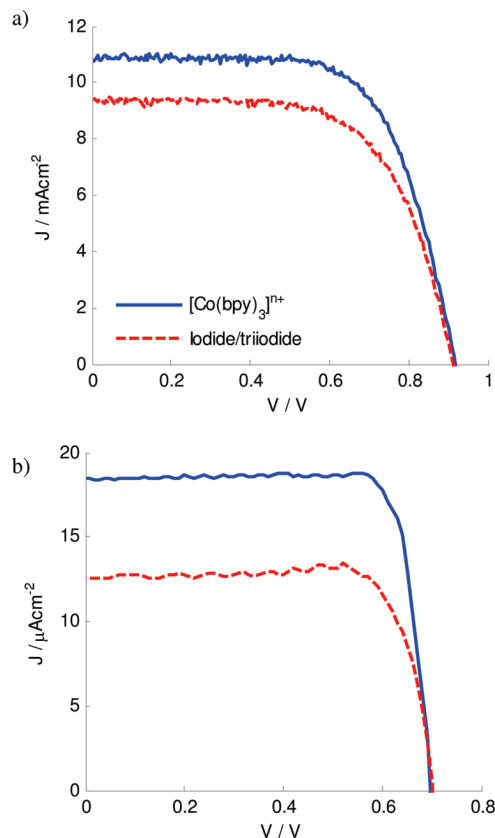 a)
12
10
8
6
4
2
0
J / mAcm-2
[Co(bpy)3]n+
Iodide/triiodide
0 0.2 0.4 0.6 0.8 1
V / V
b)
20
15
10
5
0
J / µAcm-2
0 0.2 0.4 0.6 0.8
V / V